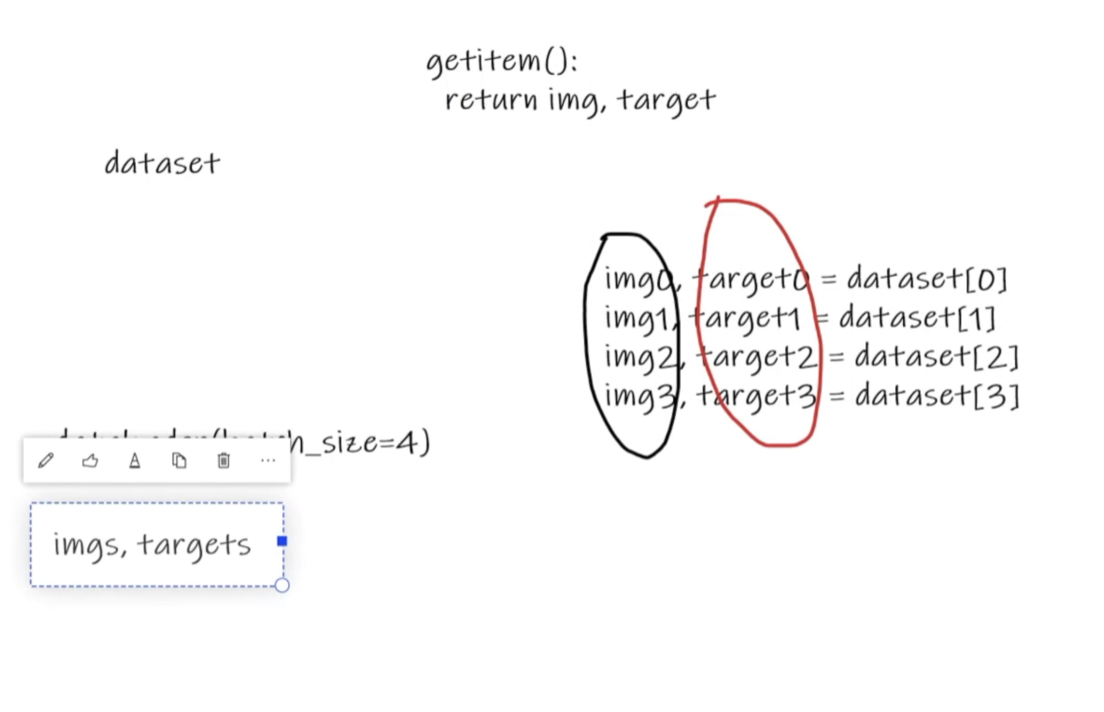 getitem():
return img, target
dataset
img0, target0 = dataset[0]
img1, target1 = dataset[1]
img2, target2 = dataset[2]
img3, target3 = dataset[3]
h_size=4)
imgs, targets